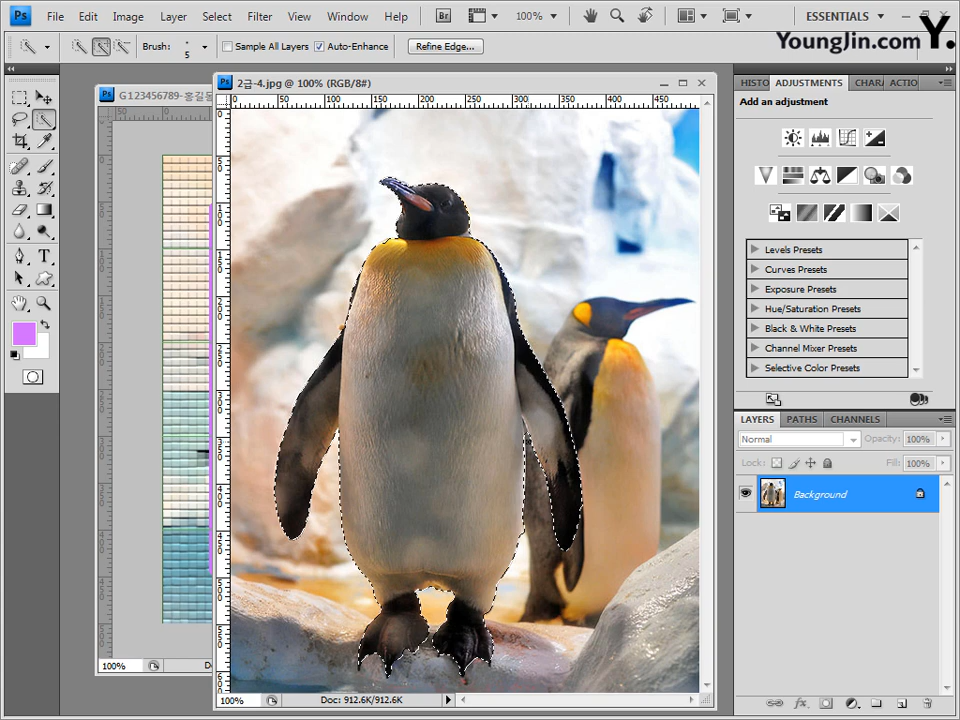 Ps File Edit Image Layer Select Filter View Window Help Br 100% ESSENTIALS
YoungJin.com Y.
Brush: 5 Sample All Layers Auto-Enhance Refine Edge...
Ps G123456789-홍길동
Ps 2급-4.jpg @ 100% (RGB/8#)
0 50 100 150 200 250 300 350 400 450
HISTO ADJUSTMENTS CHARA ACTIO
Add an adjustment
Levels Presets
Curves Presets
Exposure Presets
Hue/Saturation Presets
Black & White Presets
Channel Mixer Presets
Selective Color Presets
LAYERS PATHS CHANNELS
Normal Opacity: 100%
Lock: Fill: 100%
Background
100% Do
100% Doc: 912.6K/912.6K